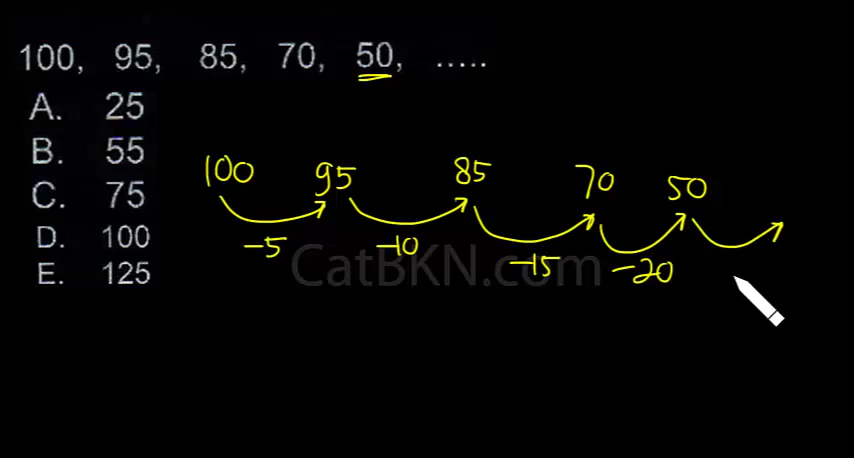 100, 95, 85, 70, 50, .....
A. 25
B. 55
C. 75
D. 100
E. 125
100 95 85 70 50
-5 -10 -15 -20
CatBKN.com